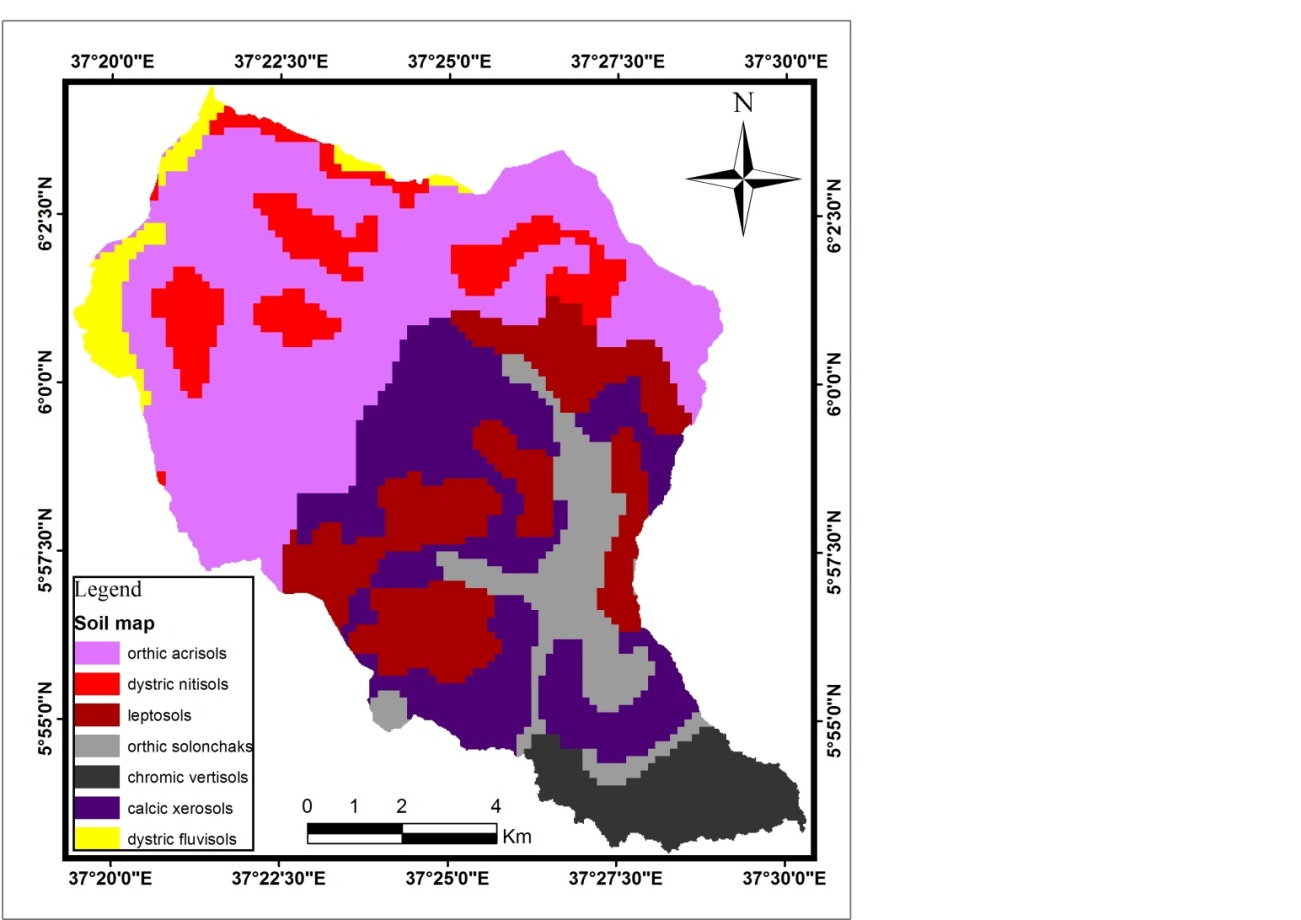 37°20'0"E 37°22'30"E 37°25'0"E 37°27'30"E 37°30'0"E
N
6°2'30"N 6°2'30"N
6°0'0"N 6°0'0"N
5°57'30"N 5°57'30"N
5°55'0"N 5°55'0"N
Legend
Soil map
orthic acrisols
dystric nitisols
leptosols
orthic solonchaks
chromic vertisols
calcic xerosols
dystric fluvisols
0 1 2 4
Km
37°20'0"E 37°22'30"E 37°25'0"E 37°27'30"E 37°30'0"E